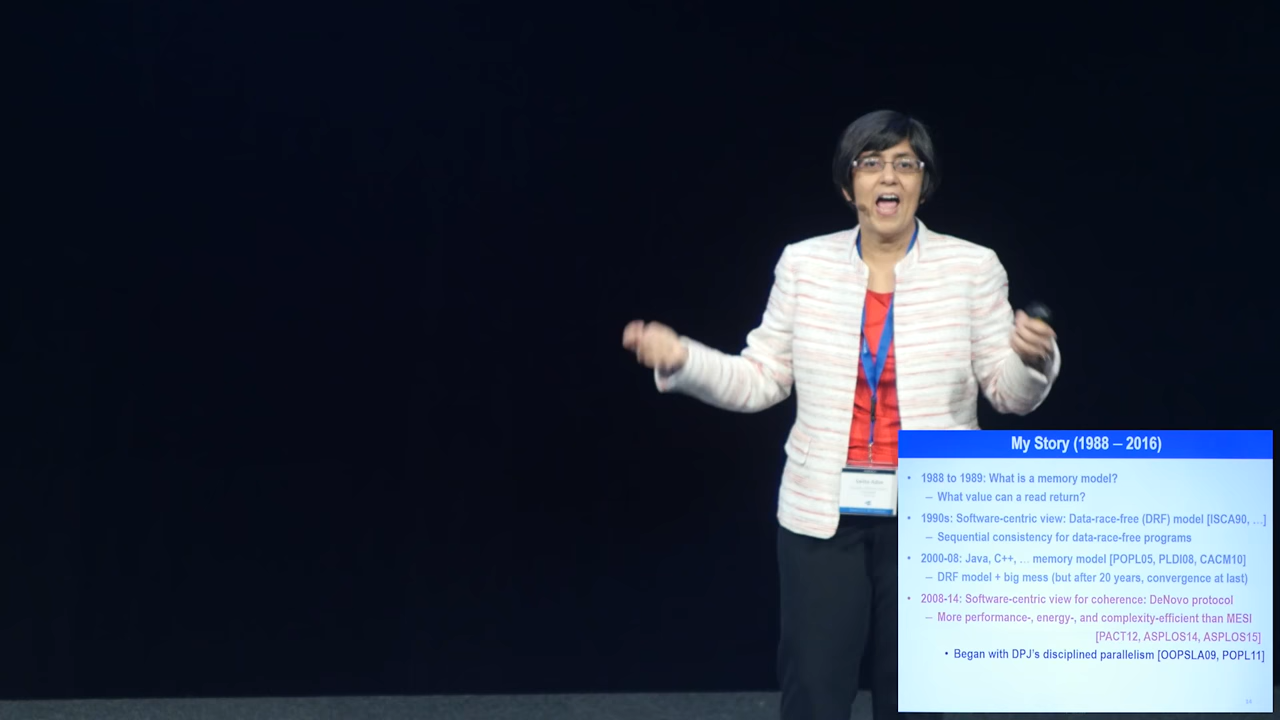 My Story (1988 – 2016)
• 1988 to 1989: What is a memory model?
– What value can a read return?
• 1990s: Software-centric view: Data-race-free (DRF) model [ISCA90, …]
– Sequential consistency for data-race-free programs
• 2000-08: Java, C++, … memory model [POPL05, PLDI08, CACM10]
– DRF model + big mess (but after 20 years, convergence at last)
• 2008-14: Software-centric view for coherence: DeNovo protocol
– More performance-, energy-, and complexity-efficient than MESI
[PACT12, ASPLOS14, ASPLOS15]
• Began with DPJ's disciplined parallelism [OOPSLA09, POPL11]